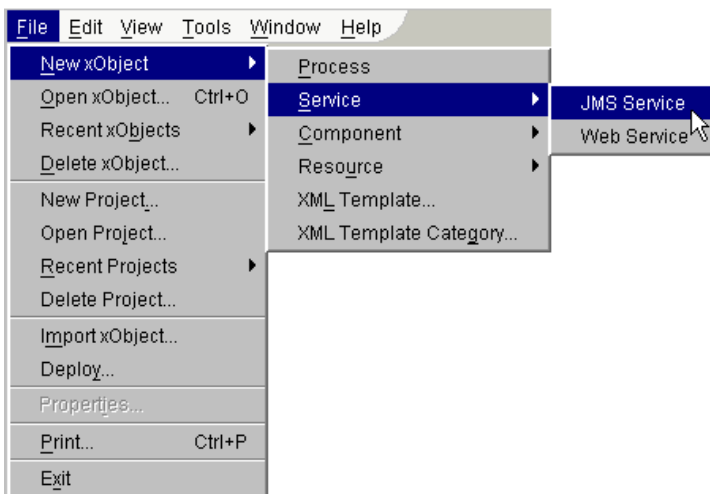 File Edit View Tools Window Help
New xObject
Open xObject... Ctrl+O
Recent xObjects
Delete xObject...
New Project...
Open Project...
Recent Projects
Delete Project...
Import xObject...
Deploy...
Properties...
Print... Ctrl+P
Exit
Process
Service
Component
Resource
XML Template...
XML Template Category...
JMS Service
Web Service